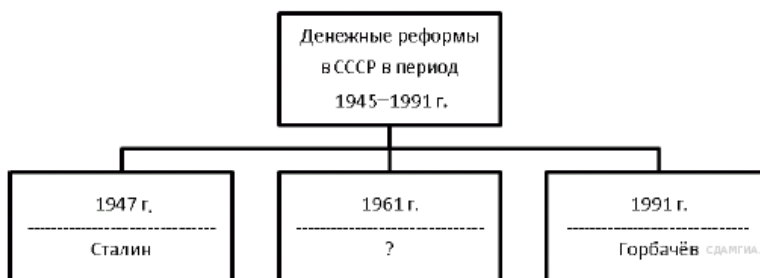 Денежные реформы
в СССР в период
1945–1991 г.
1947 г.
Сталин
1961 г.
?
1991 г.
Горбачёв
СДАМГИА.